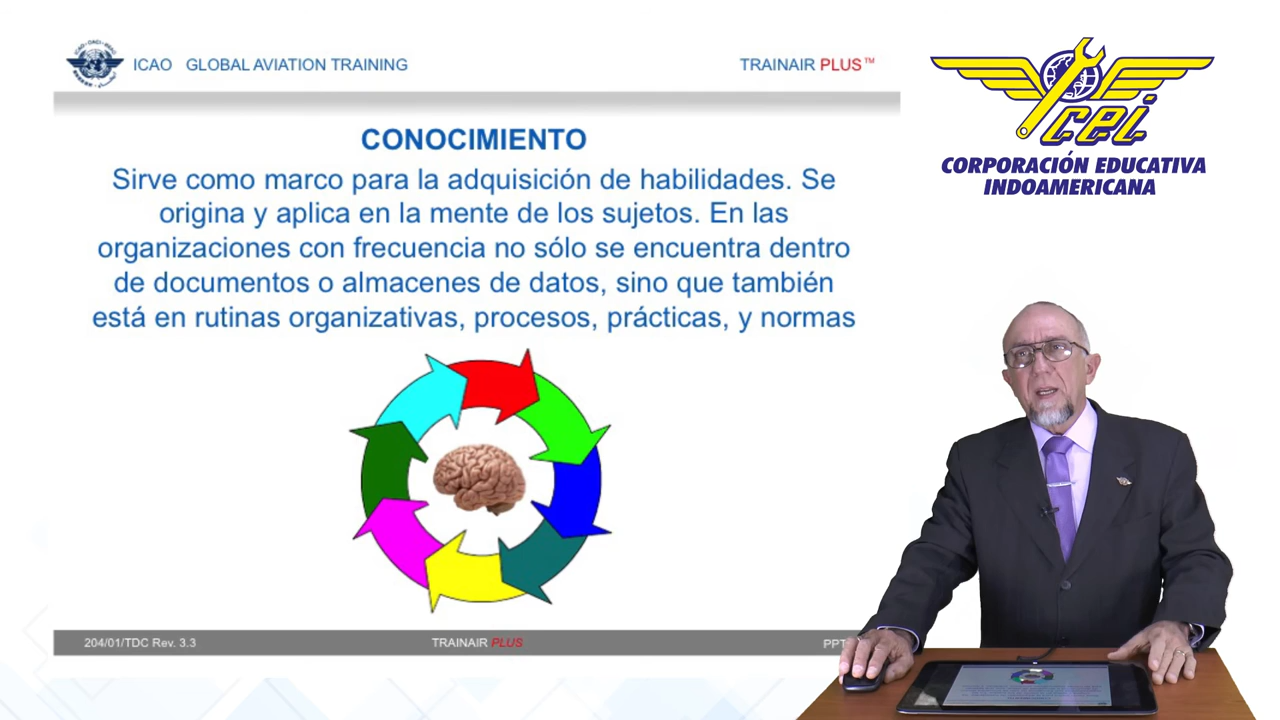 ICAO GLOBAL AVIATION TRAINING
TRAINAIR PLUS™
CONOCIMIENTO
Sirve como marco para la adquisición de habilidades. Se
origina y aplica en la mente de los sujetos. En las
organizaciones con frecuencia no sólo se encuentra dentro
de documentos o almacenes de datos, sino que también
está en rutinas organizativas, procesos, prácticas, y normas
204/01/TDC Rev. 3.3
TRAINAIR PLUS
PPT
cei
CORPORACIÓN EDUCATIVA
INDOAMERICANA